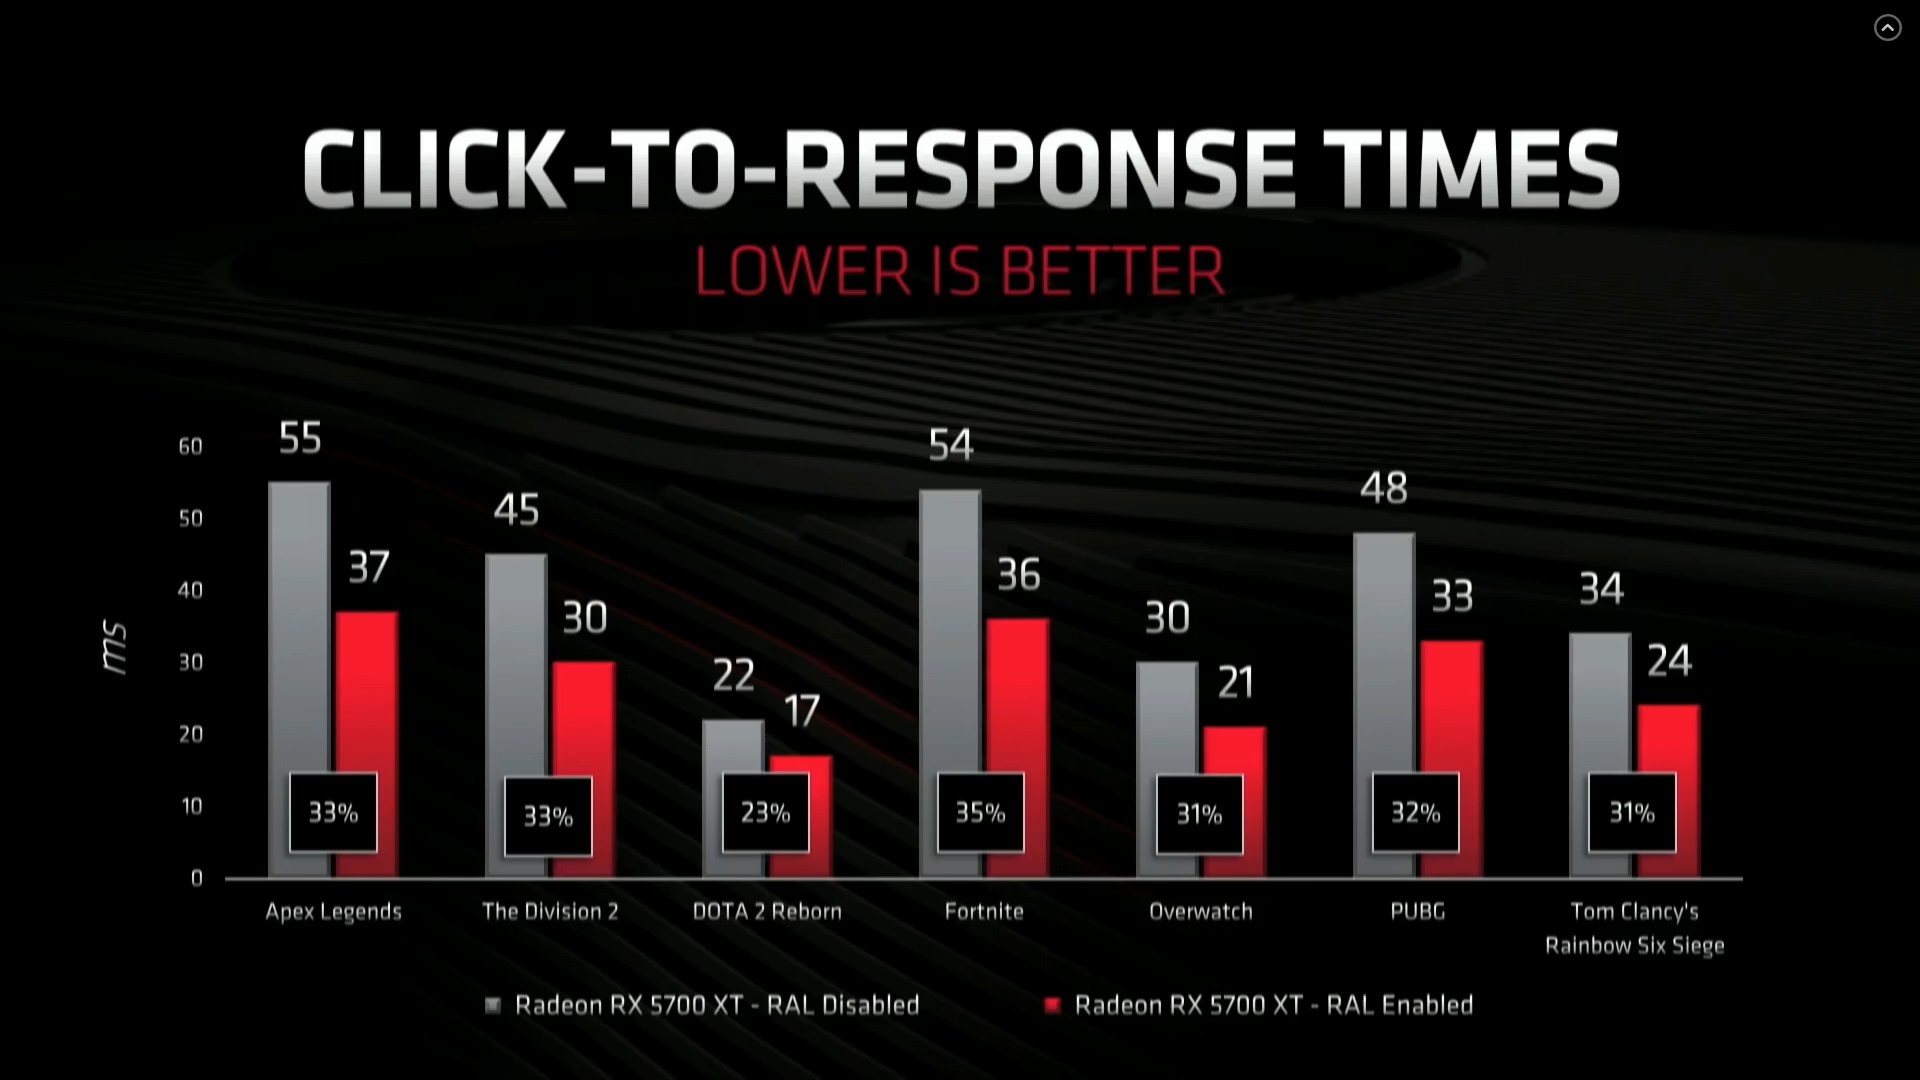 CLICK-TO-RESPONSE TIMES
LOWER IS BETTER
ms
60
50
40
30
20
10
0
55
37
45
30
22
17
54
36
30
21
48
33
34
24
33%
33%
23%
35%
31%
32%
31%
Apex Legends
The Division 2
DOTA 2 Reborn
Fortnite
Overwatch
PUBG
Tom Clancy's
Rainbow Six Siege
Radeon RX 5700 XT - RAL Disabled
Radeon RX 5700 XT - RAL Enabled